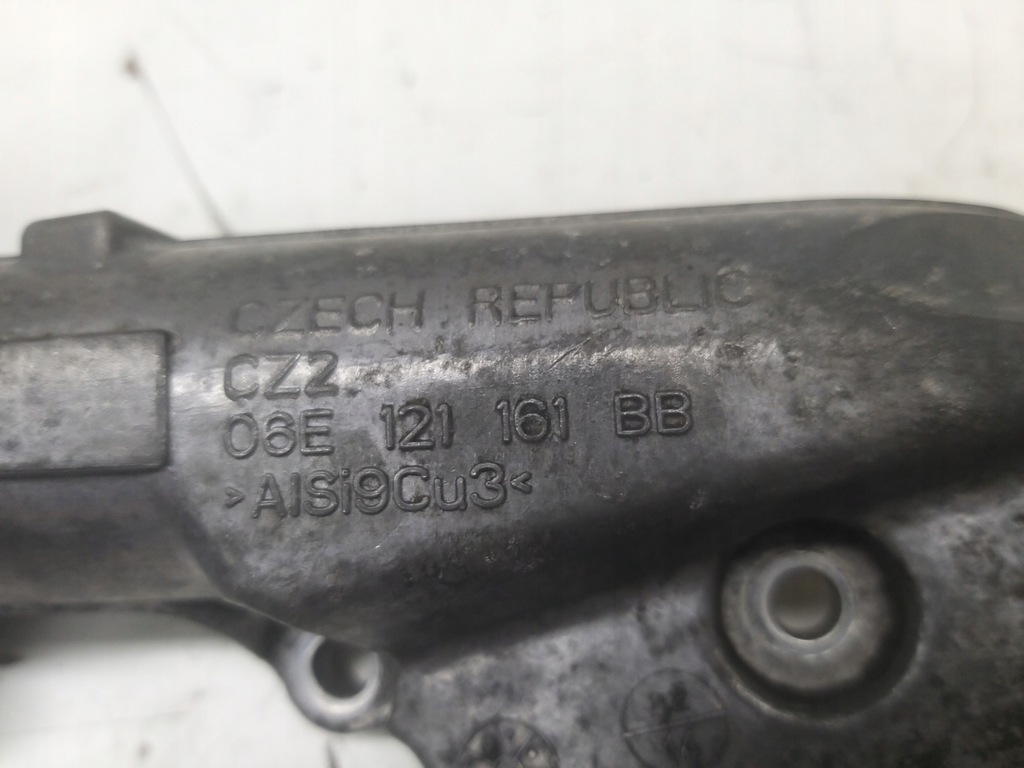 CZECH REPUBLIC
CZ2
06E 121 161 BB
>AlSi9Cu3<